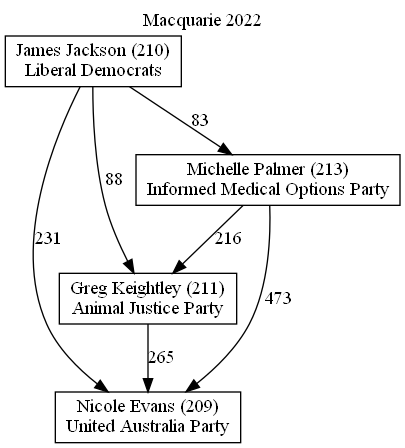 Macquarie 2022
James Jackson (210)
Liberal Democrats
83
Michelle Palmer (213)
Informed Medical Options Party
88
231
216
Greg Keightley (211)
Animal Justice Party
473
265
Nicole Evans (209)
United Australia Party